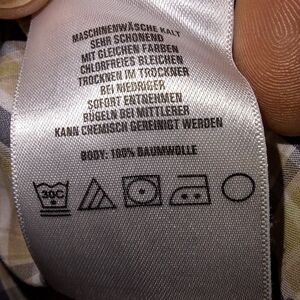 MASCHINENWÄSCHE KALT
SEHR SCHONEND
MIT GLEICHEN FARBEN
CHLORFREIES BLEICHEN
TROCKNEN IM TROCKNER
BEI NIEDRIGER
SOFORT ENTNEHMEN
BÜGELN BEI MITTLERER
KANN CHEMISCH GEREINIGT WERDEN
BODY: 100% BAUMWOLLE
30C